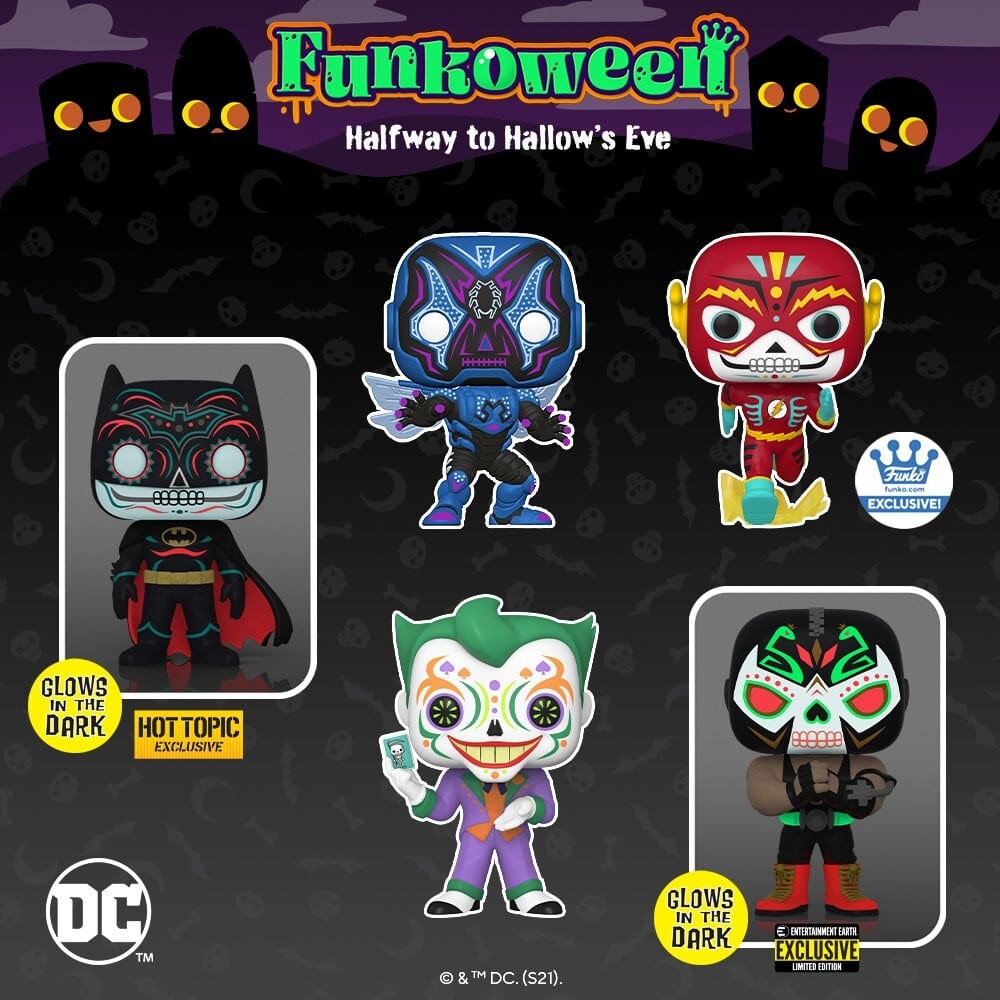 Funkoween
Halfway to Hallow's Eve
Funko
funko.com
EXCLUSIVE!
GLOWS
IN THE
DARK
HOT TOPIC
EXCLUSIVE
GLOWS
IN THE
DARK
DC
TM
E ENTERTAINMENT EARTH
EXCLUSIVE
LIMITED EDITION
© & ™ DC. (S21).